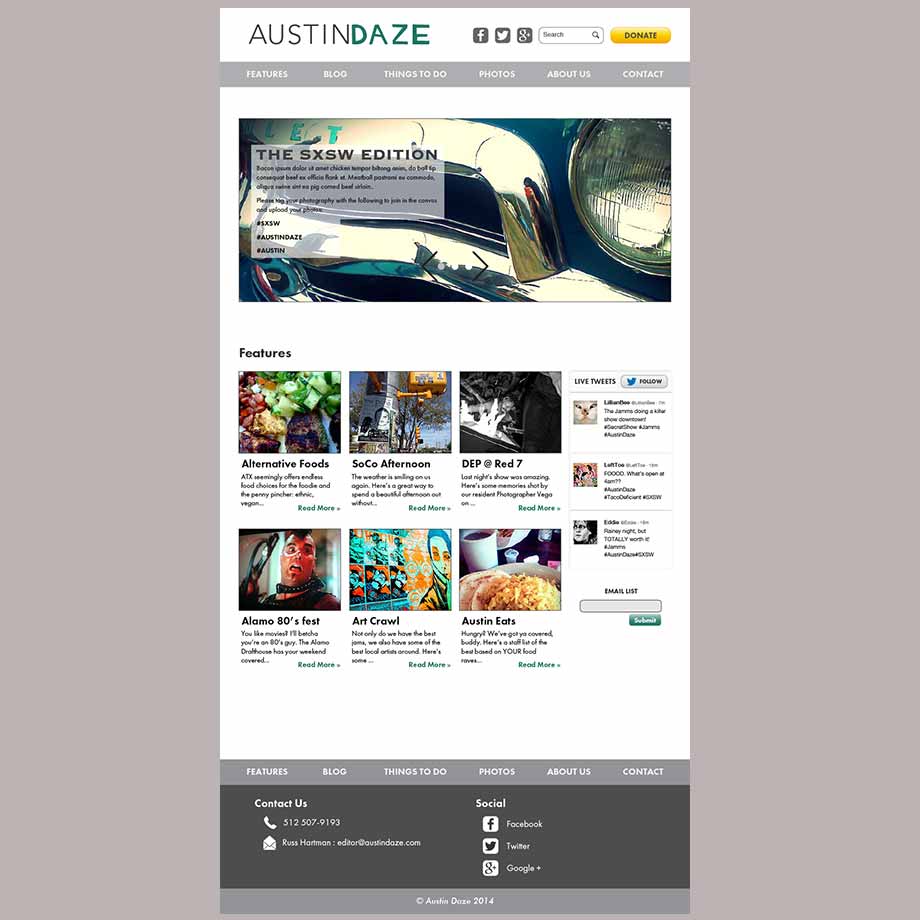 AUSTINDAZE
Search
DONATE
FEATURES BLOG THINGS TO DO PHOTOS ABOUT US CONTACT
LET
THE SXSW EDITION
Bacon ipsum dolor sit amet chicken tempor biltong anim, do ball tip
consequat beef ex officia flank et. Meatball pastrami eu commodo,
aliqua swine sint ea pig corned beef sirloin..
Please tag your photography with the following to join in the convos
and upload your photos:
#SXSW
#AUSTINDAZE
#AUSTIN
Features
Alternative Foods
ATX seemingly offers endless
food choices for the foodie and
the penny pincher: ethnic,
vegan...
Read More »
SoCo Afternoon
The weather is smiling on us
again. Here's a great way to
spend a beautiful afternoon out
without...
Read More »
DEP @ Red 7
Last night's show was amazing.
Here's some memories shot by
our resident Photographer Vega
on ...
Read More »
Alamo 80's fest
You like movies? I'll betcha
you're an 80's guy. The Alamo
Drafthouse has your weekend
covered...
Read More »
Art Crawl
Not only do we have the best
jams, we also have some of the
best local artists around. Here's
some ...
Read More »
Austin Eats
Hungry? We've got ya covered,
buddy. Here's a staff list of the
best based on YOUR food
raves...
Read More »
LIVE TWEETS FOLLOW
LillianBee @LillianBee · 7m
The Jamms doing a killer
show downtown!
#SecretShow #Jamms
#AustinDaze
LeftToe @LeftToe · 18m
FOOOD. What's open at
4am??
#AustinDaze
#TacoDeficient #SXSW
Eddie
Rainey night, but
TOTALLY worth it!
#Jamms
#AustinDaze#SXSW
EMAIL LIST
Submit
FEATURES BLOG THINGS TO DO PHOTOS ABOUT US CONTACT
Contact Us
512 507-9193
Russ Hartman : editor@austindaze.com
Social
Facebook
Twitter
Google +
© Austin Daze 2014